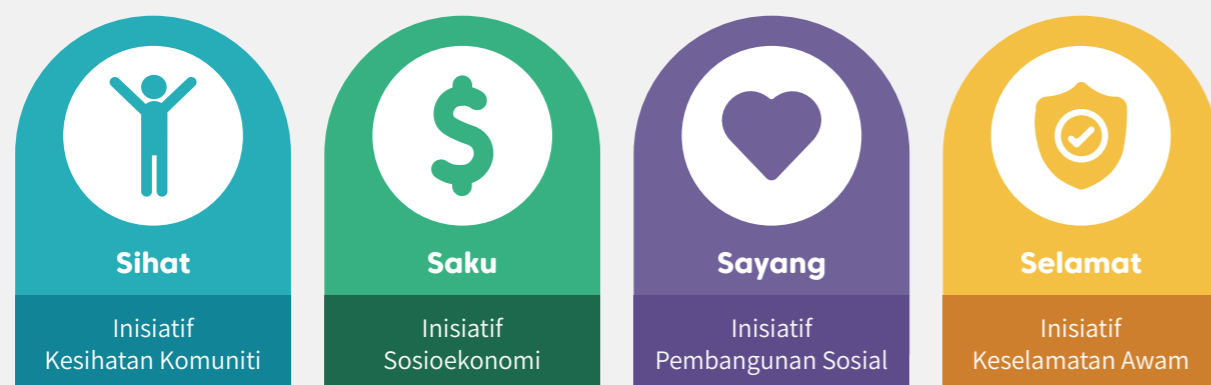 Sihat
Inisiatif
Kesihatan Komuniti
Saku
Inisiatif
Sosioekonomi
Sayang
Inisiatif
Pembangunan Sosial
Selamat
Inisiatif
Keselamatan Awam